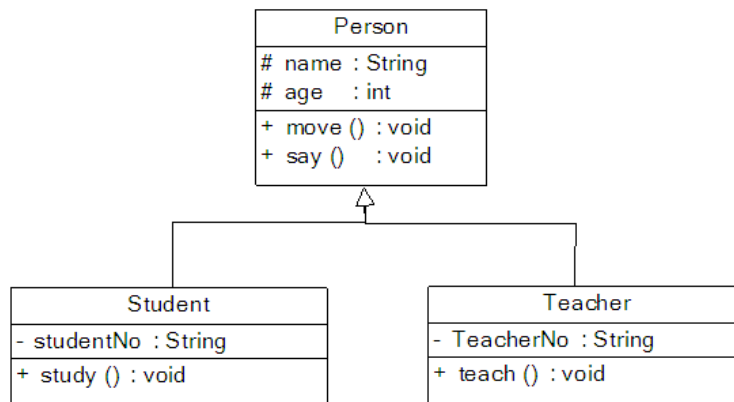 Person
# name : String
# age : int
+ move () : void
+ say () : void
Student
- studentNo : String
+ study () : void
Teacher
- TeacherNo : String
+ teach () : void